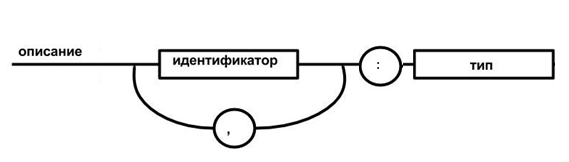 описание
идентификатор
:
тип
,